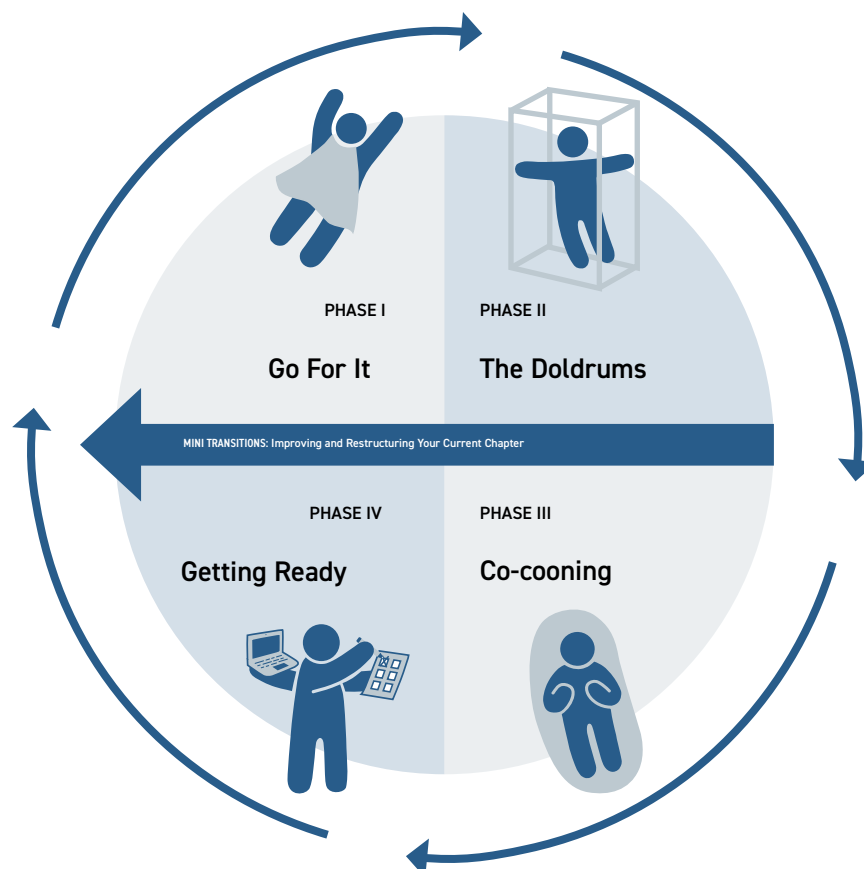 PHASE I
Go For It
PHASE II
The Doldrums
MINI TRANSITIONS: Improving and Restructuring Your Current Chapter
PHASE IV
Getting Ready
PHASE III
Co-cooning